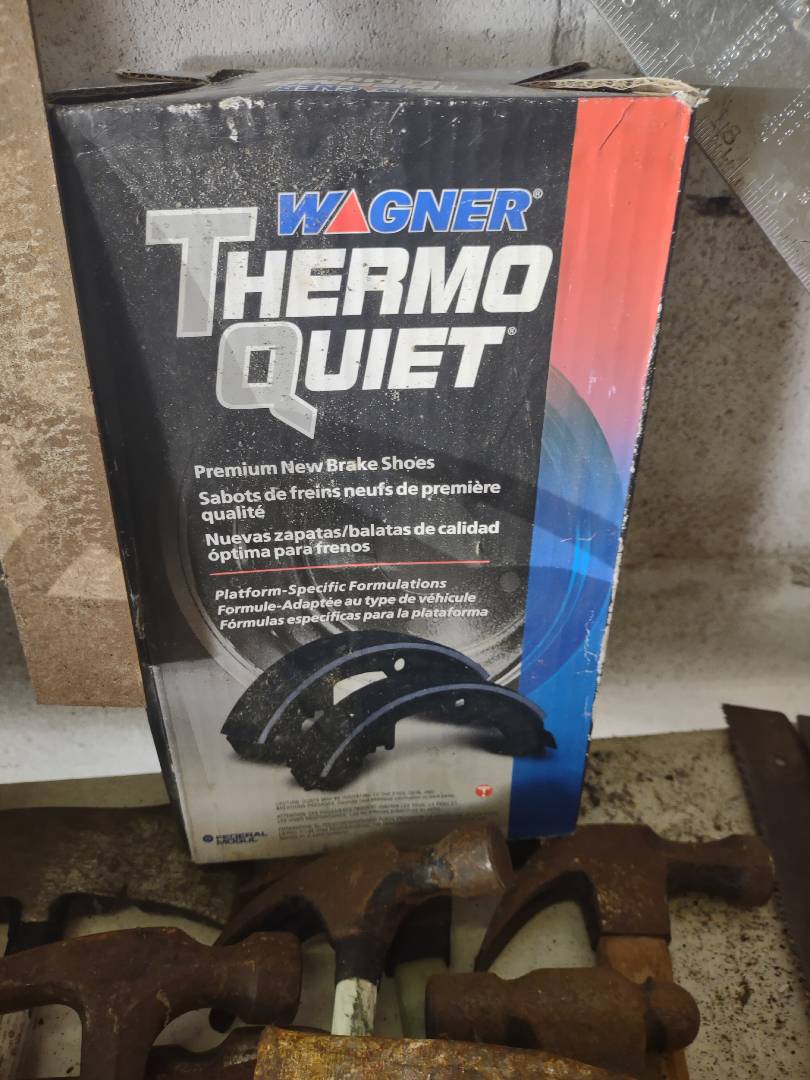 WAGNER®
THERMO
QUIET®
Premium New Brake Shoes
Sabots de freins neufs de première
qualité
Nuevas zapatas/balatas de calidad
óptima para frenos
Platform-Specific Formulations
Formule-Adaptée au type de véhicule
Fórmulas especificas para la plataforma
FEDERAL
MOGUL